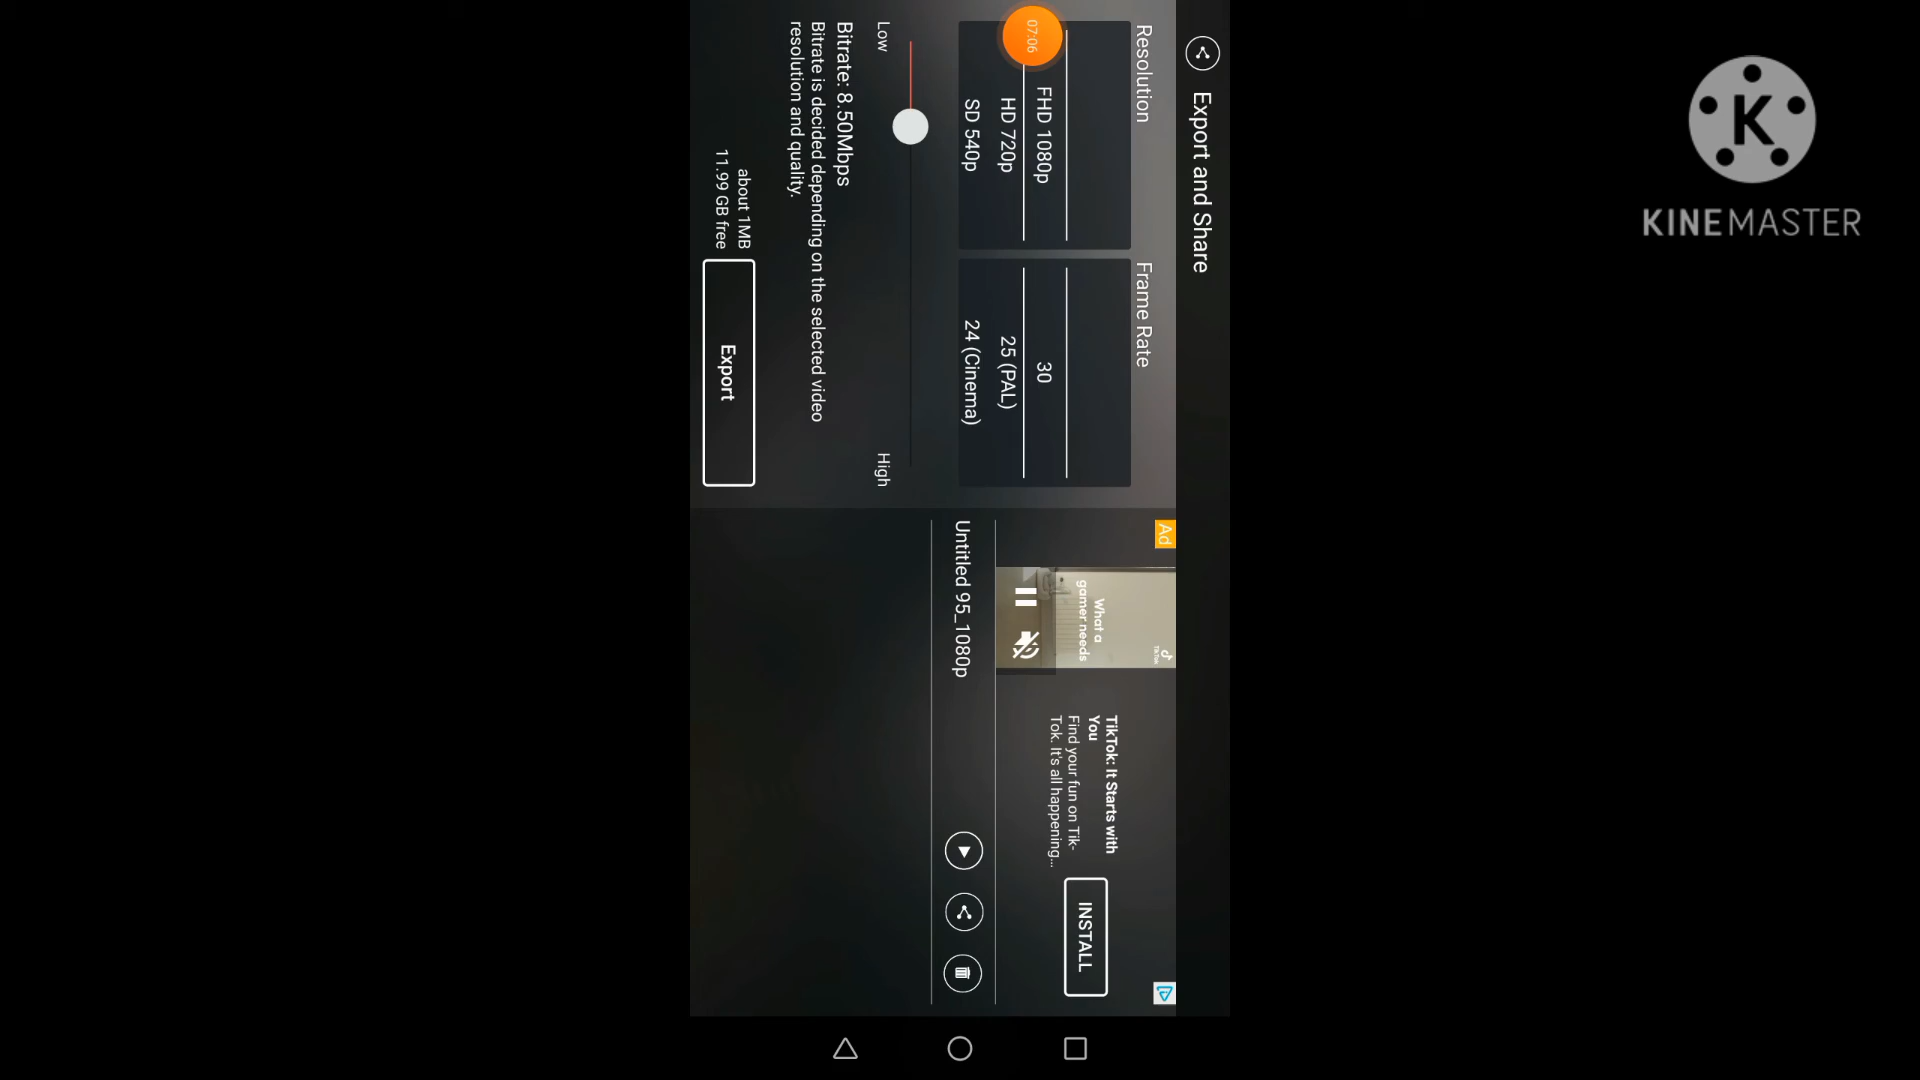 Export and Share
Resolution
07:06
FHD 1080p
HD 720p
SD 540p
Frame Rate
30
25 (PAL)
24 (Cinema)
Low
High
Bitrate: 8.50Mbps
Bitrate is decided depending on the selected video
resolution and quality.
about 1MB
11.99 GB free
Export
Ad
TikTok
What a
gamer needs
TikTok: It Starts with
You
Find your fun on Tik-
Tok. It's all happening...
INSTALL
Untitled 95_1080p
K
KINEMASTER